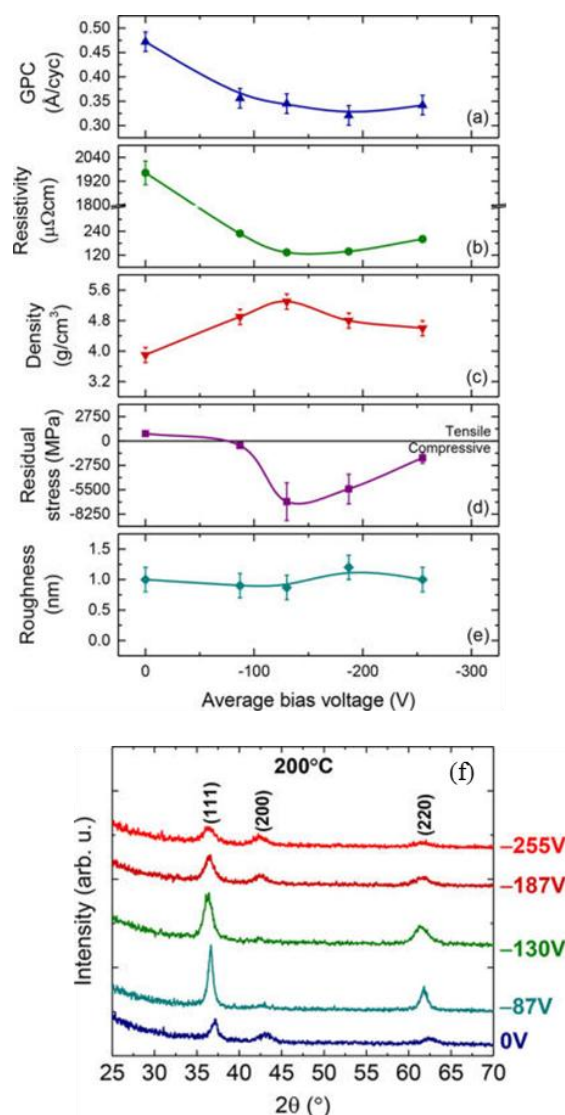 0.50
0.45
0.40
0.35
0.30
GPC
(Å/cyc)
(a)
2040
1920
1800
240
120
Resistivity
(μΩcm)
(b)
5.6
4.8
4.0
3.2
Density
(g/cm³)
(c)
2750
0
-2750
-5500
-8250
Residual
stress (MPa)
Tensile
Compressive
(d)
1.5
1.0
0.5
0.0
Roughness
(nm)
(e)
0 -100 -200 -300
Average bias voltage (V)
200°C
(f)
(111) (200) (220)
−255V
−187V
−130V
−87V
0V
Intensity (arb. u.)
25 30 35 40 45 50 55 60 65 70
2θ (°)